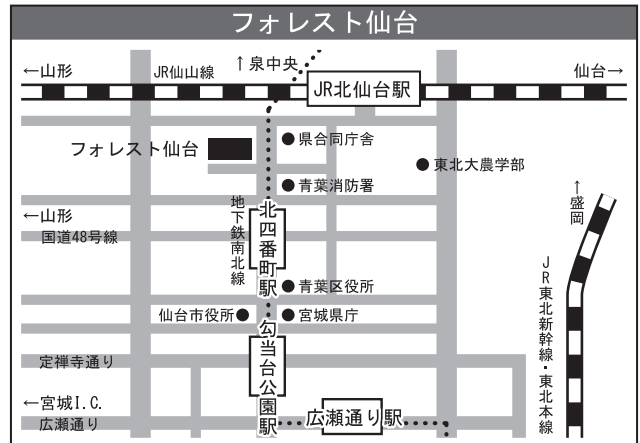 フォレスト仙台
←山形
JR仙山線
↑泉中央
JR北仙台駅
仙台→
フォレスト仙台
県合同庁舎
東北大農学部
青葉消防署
↑盛岡
←山形
国道48号線
地下鉄南北線
北四番町駅
青葉区役所
仙台市役所
宮城県庁
勾当台公園駅
JR東北新幹線・東北本線
定禅寺通り
←宮城I.C.
広瀬通り
広瀬通り駅